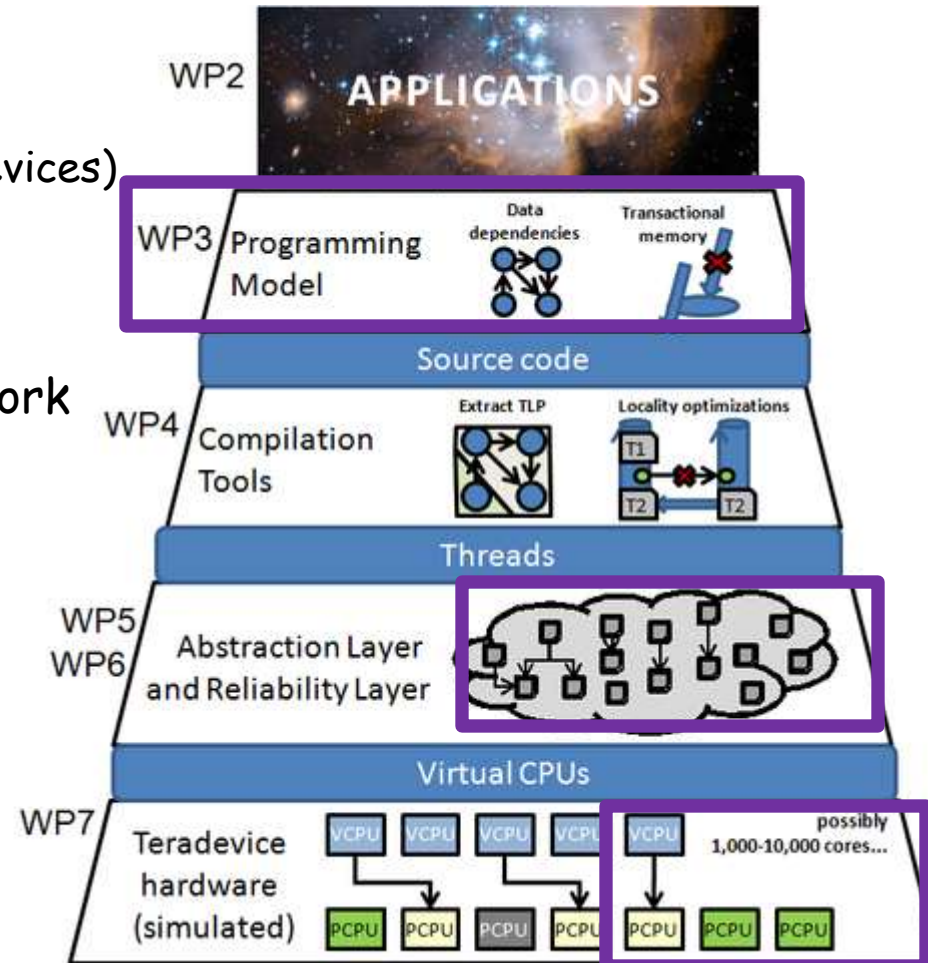 WP2
APPLICATIONS
vices)
WP3
Programming
Model
Data
dependencies
Transactional
memory
Source code
ork
WP4
Compilation
Tools
Extract TLP
Locality optimizations
T1
T2
T2
Threads
WP5
WP6
Abstraction Layer
and Reliability Layer
Virtual CPUs
WP7
Teradevice
hardware
(simulated)
VCPU VCPU VCPU VCPU VCPU
possibly
1,000-10,000 cores...
PCPU PCPU PCPU PCPU PCPU PCPU PCPU